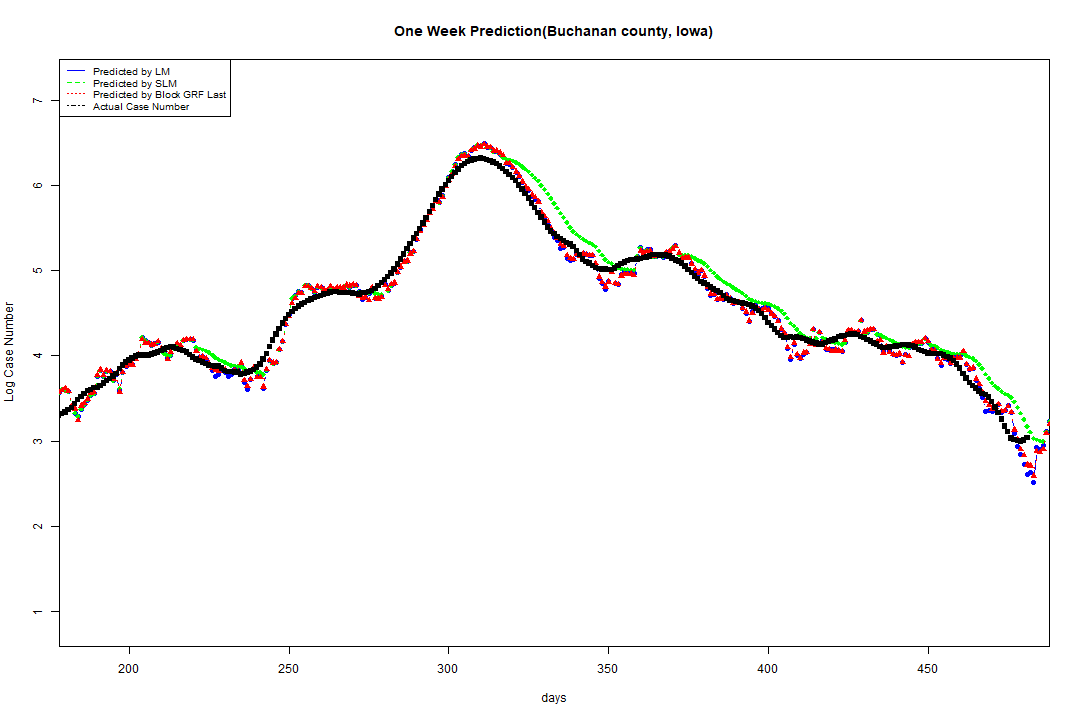 One Week Prediction(Buchanan county, Iowa)
Predicted by LM
Predicted by SLM
Predicted by Block GRF Last
Actual Case Number
7
6
5
4
3
2
1
Log Case Number
200 250 300 350 400 450
days